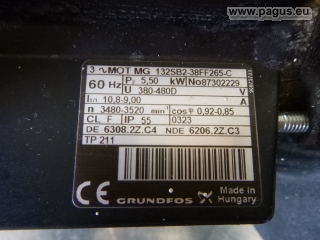 www.pagus.eu
3~MOT MG 132SB2-38FF265-C
60 Hz P₂ 5,50 kW No87302229
U 380-480D V
I1/1 10,8-9,00 A
n 3480-3520 min⁻¹ cosφ 0,92-0,85
CL F IP 55 0323
DE 6308.2Z.C4 NDE 6206.2Z.C3
TP 211
CE GRUNDFOS Made in
Hungary